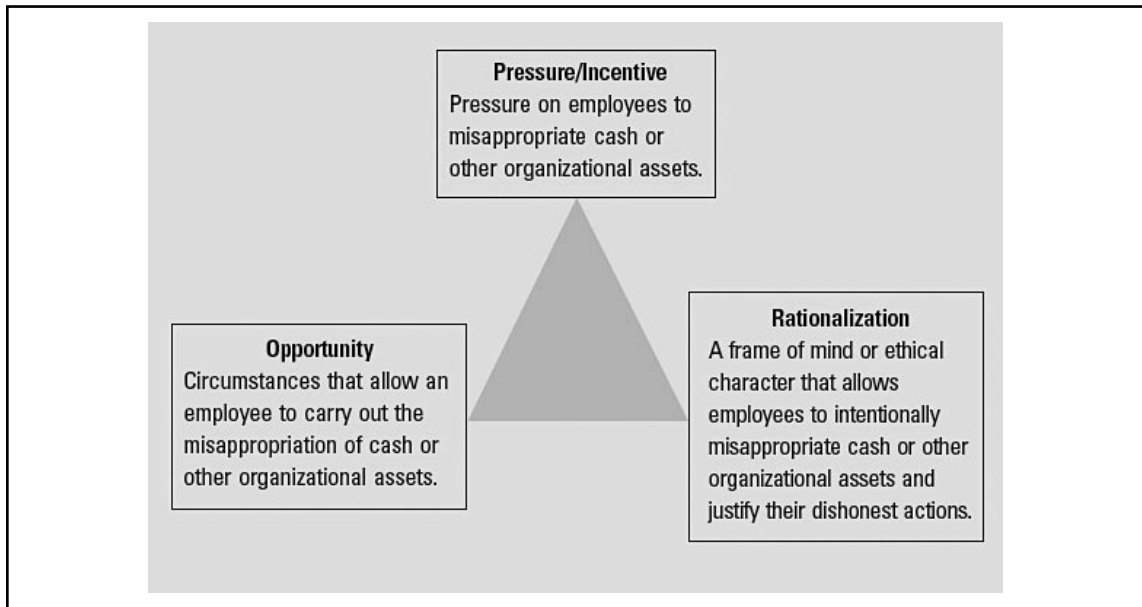 Pressure/Incentive
Pressure on employees to
misappropriate cash or
other organizational assets.
Opportunity
Circumstances that allow an
employee to carry out the
misappropriation of cash or
other organizational assets.
Rationalization
A frame of mind or ethical
character that allows
employees to intentionally
misappropriate cash or other
organizational assets and
justify their dishonest actions.